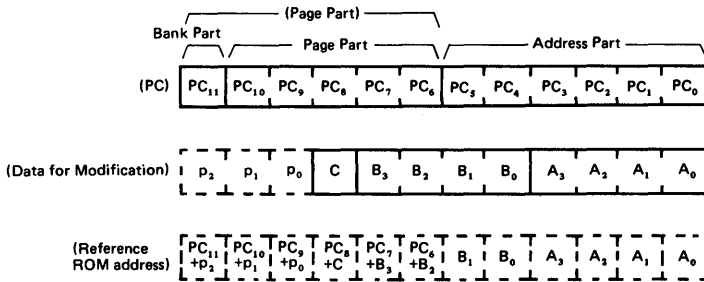 (Page Part)
Bank Part Page Part Address Part
(PC) PC₁₁ PC₁₀ PC₉ PC₈ PC₇ PC₆ PC₅ PC₄ PC₃ PC₂ PC₁ PC₀
(Data for Modification) p₂ p₁ p₀ C B₃ B₂ B₁ B₀ A₃ A₂ A₁ A₀
(Reference ROM address) PC₁₁ +p₂ PC₁₀ +p₁ PC₉ +p₀ PC₈ +C PC₇ +B₃ PC₆ +B₂ B₁ B₀ A₃ A₂ A₁ A₀